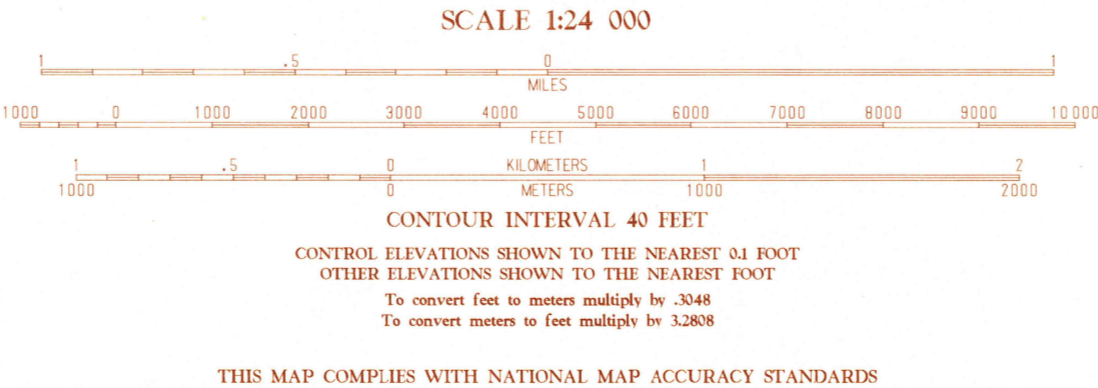 SCALE 1:24 000
1 .5 0 1
MILES
1000 0 1000 2000 3000 4000 5000 6000 7000 8000 9000 10 000
FEET
1 .5 0 KILOMETERS 1 2
1000 0 METERS 1000 2000
CONTOUR INTERVAL 40 FEET
CONTROL ELEVATIONS SHOWN TO THE NEAREST 0.1 FOOT
OTHER ELEVATIONS SHOWN TO THE NEAREST FOOT
To convert feet to meters multiply by .3048
To convert meters to feet multiply by 3.2808
THIS MAP COMPLIES WITH NATIONAL MAP ACCURACY STANDARDS